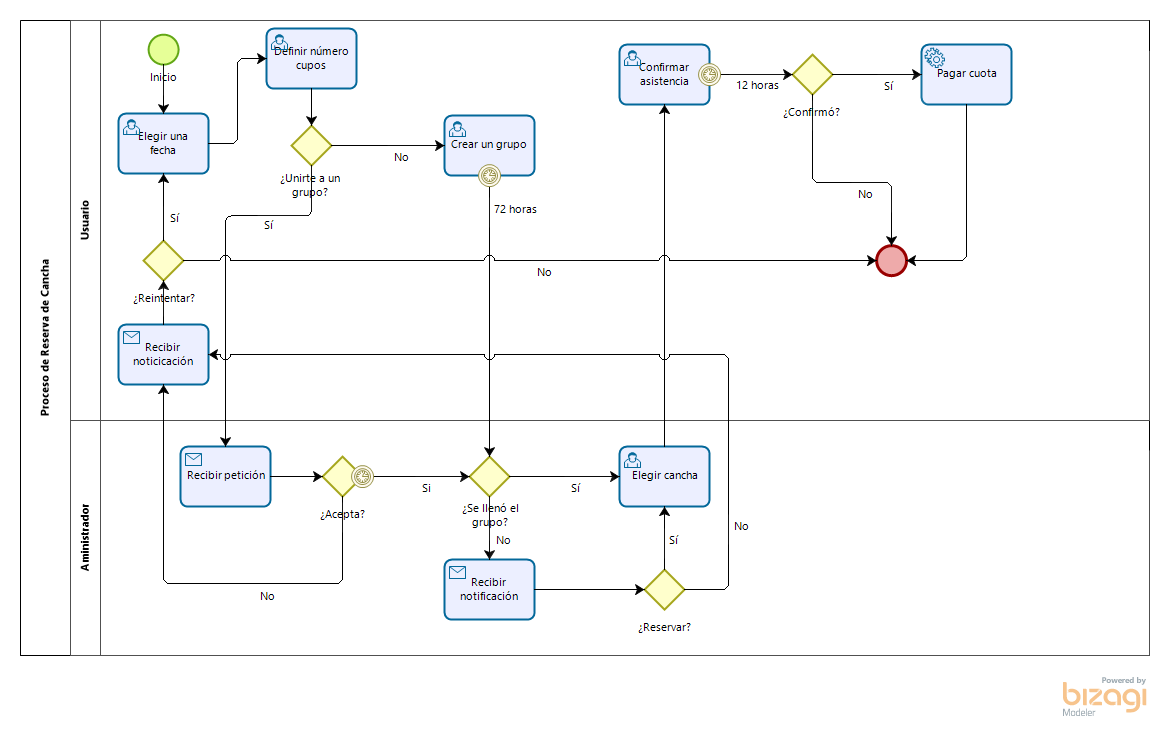 Proceso de Reserva de Cancha
Usuario
Inicio
Elegir una
fecha
Definir número
cupos
¿Unirte a un
grupo?
No
Sí
Crear un grupo
72 horas
Confirmar
asistencia
12 horas
¿Confirmó?
Sí
No
Pagar cuota
Sí
¿Reintentar?
No
Recibir
noticicación
Aministrador
Recibir petición
¿Acepta?
Si
No
¿Se llenó el
grupo?
Sí
No
Elegir cancha
Recibir
notificación
Sí
¿Reservar?
No
Powered by
bizagi
Modeler